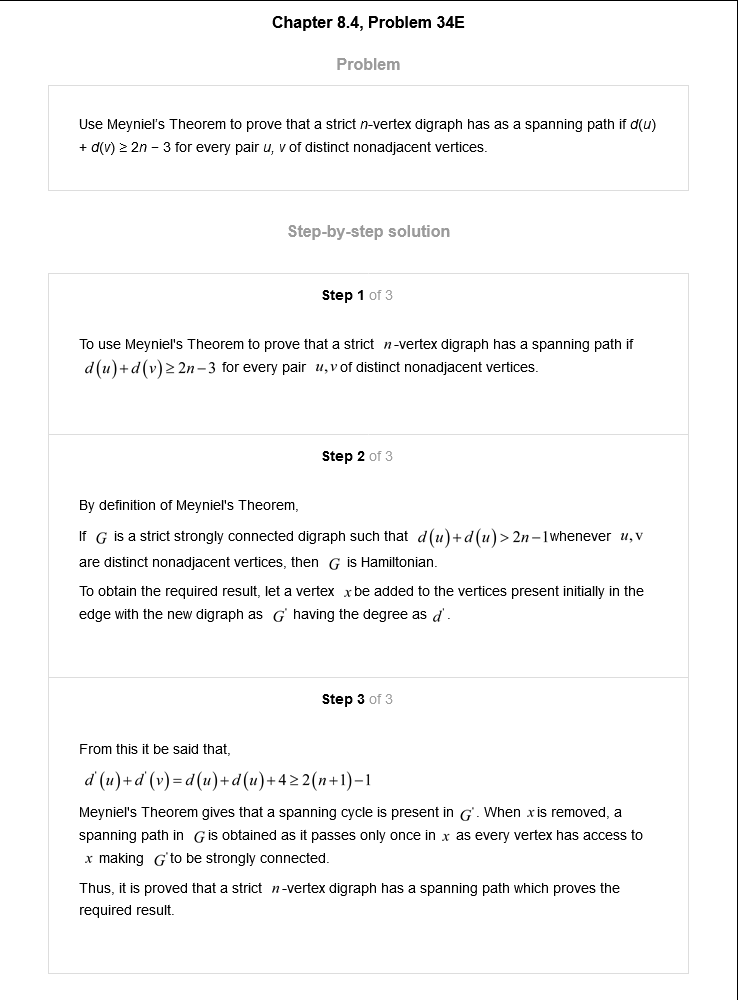 Chapter 8.4, Problem 34E
Problem
Use Meyniel's Theorem to prove that a strict n-vertex digraph has as a spanning path if d(u)
+ d(v) ≥ 2n − 3 for every pair u, v of distinct nonadjacent vertices.
Step-by-step solution
Step 1 of 3
To use Meyniel's Theorem to prove that a strict n-vertex digraph has a spanning path if
d(u)+d(v)≥2n−3 for every pair u,v of distinct nonadjacent vertices.
Step 2 of 3
By definition of Meyniel's Theorem,
If G is a strict strongly connected digraph such that d(u)+d(u)>2n−1whenever u,v
are distinct nonadjacent vertices, then G is Hamiltonian.
To obtain the required result, let a vertex x be added to the vertices present initially in the
edge with the new digraph as G' having the degree as d'.
Step 3 of 3
From this it be said that,
d'(u)+d'(v)=d(u)+d(u)+4≥2(n+1)−1
Meyniel's Theorem gives that a spanning cycle is present in G'. When x is removed, a
spanning path in G is obtained as it passes only once in x as every vertex has access to
x making G' to be strongly connected.
Thus, it is proved that a strict n-vertex digraph has a spanning path which proves the
required result.